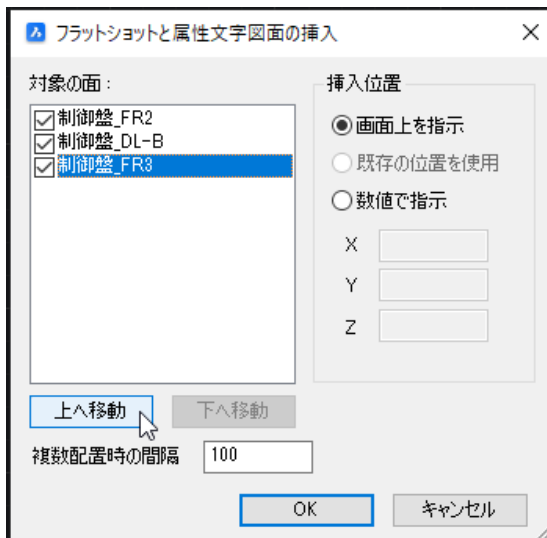 フラットショットと属性文字図面の挿入
対象の面：
制御盤_FR2
制御盤_DL-B
制御盤_FR3
上へ移動
下へ移動
複数配置時の間隔
100
挿入位置
画面上を指示
既存の位置を使用
数値で指示
X
Y
Z
OK
キャンセル